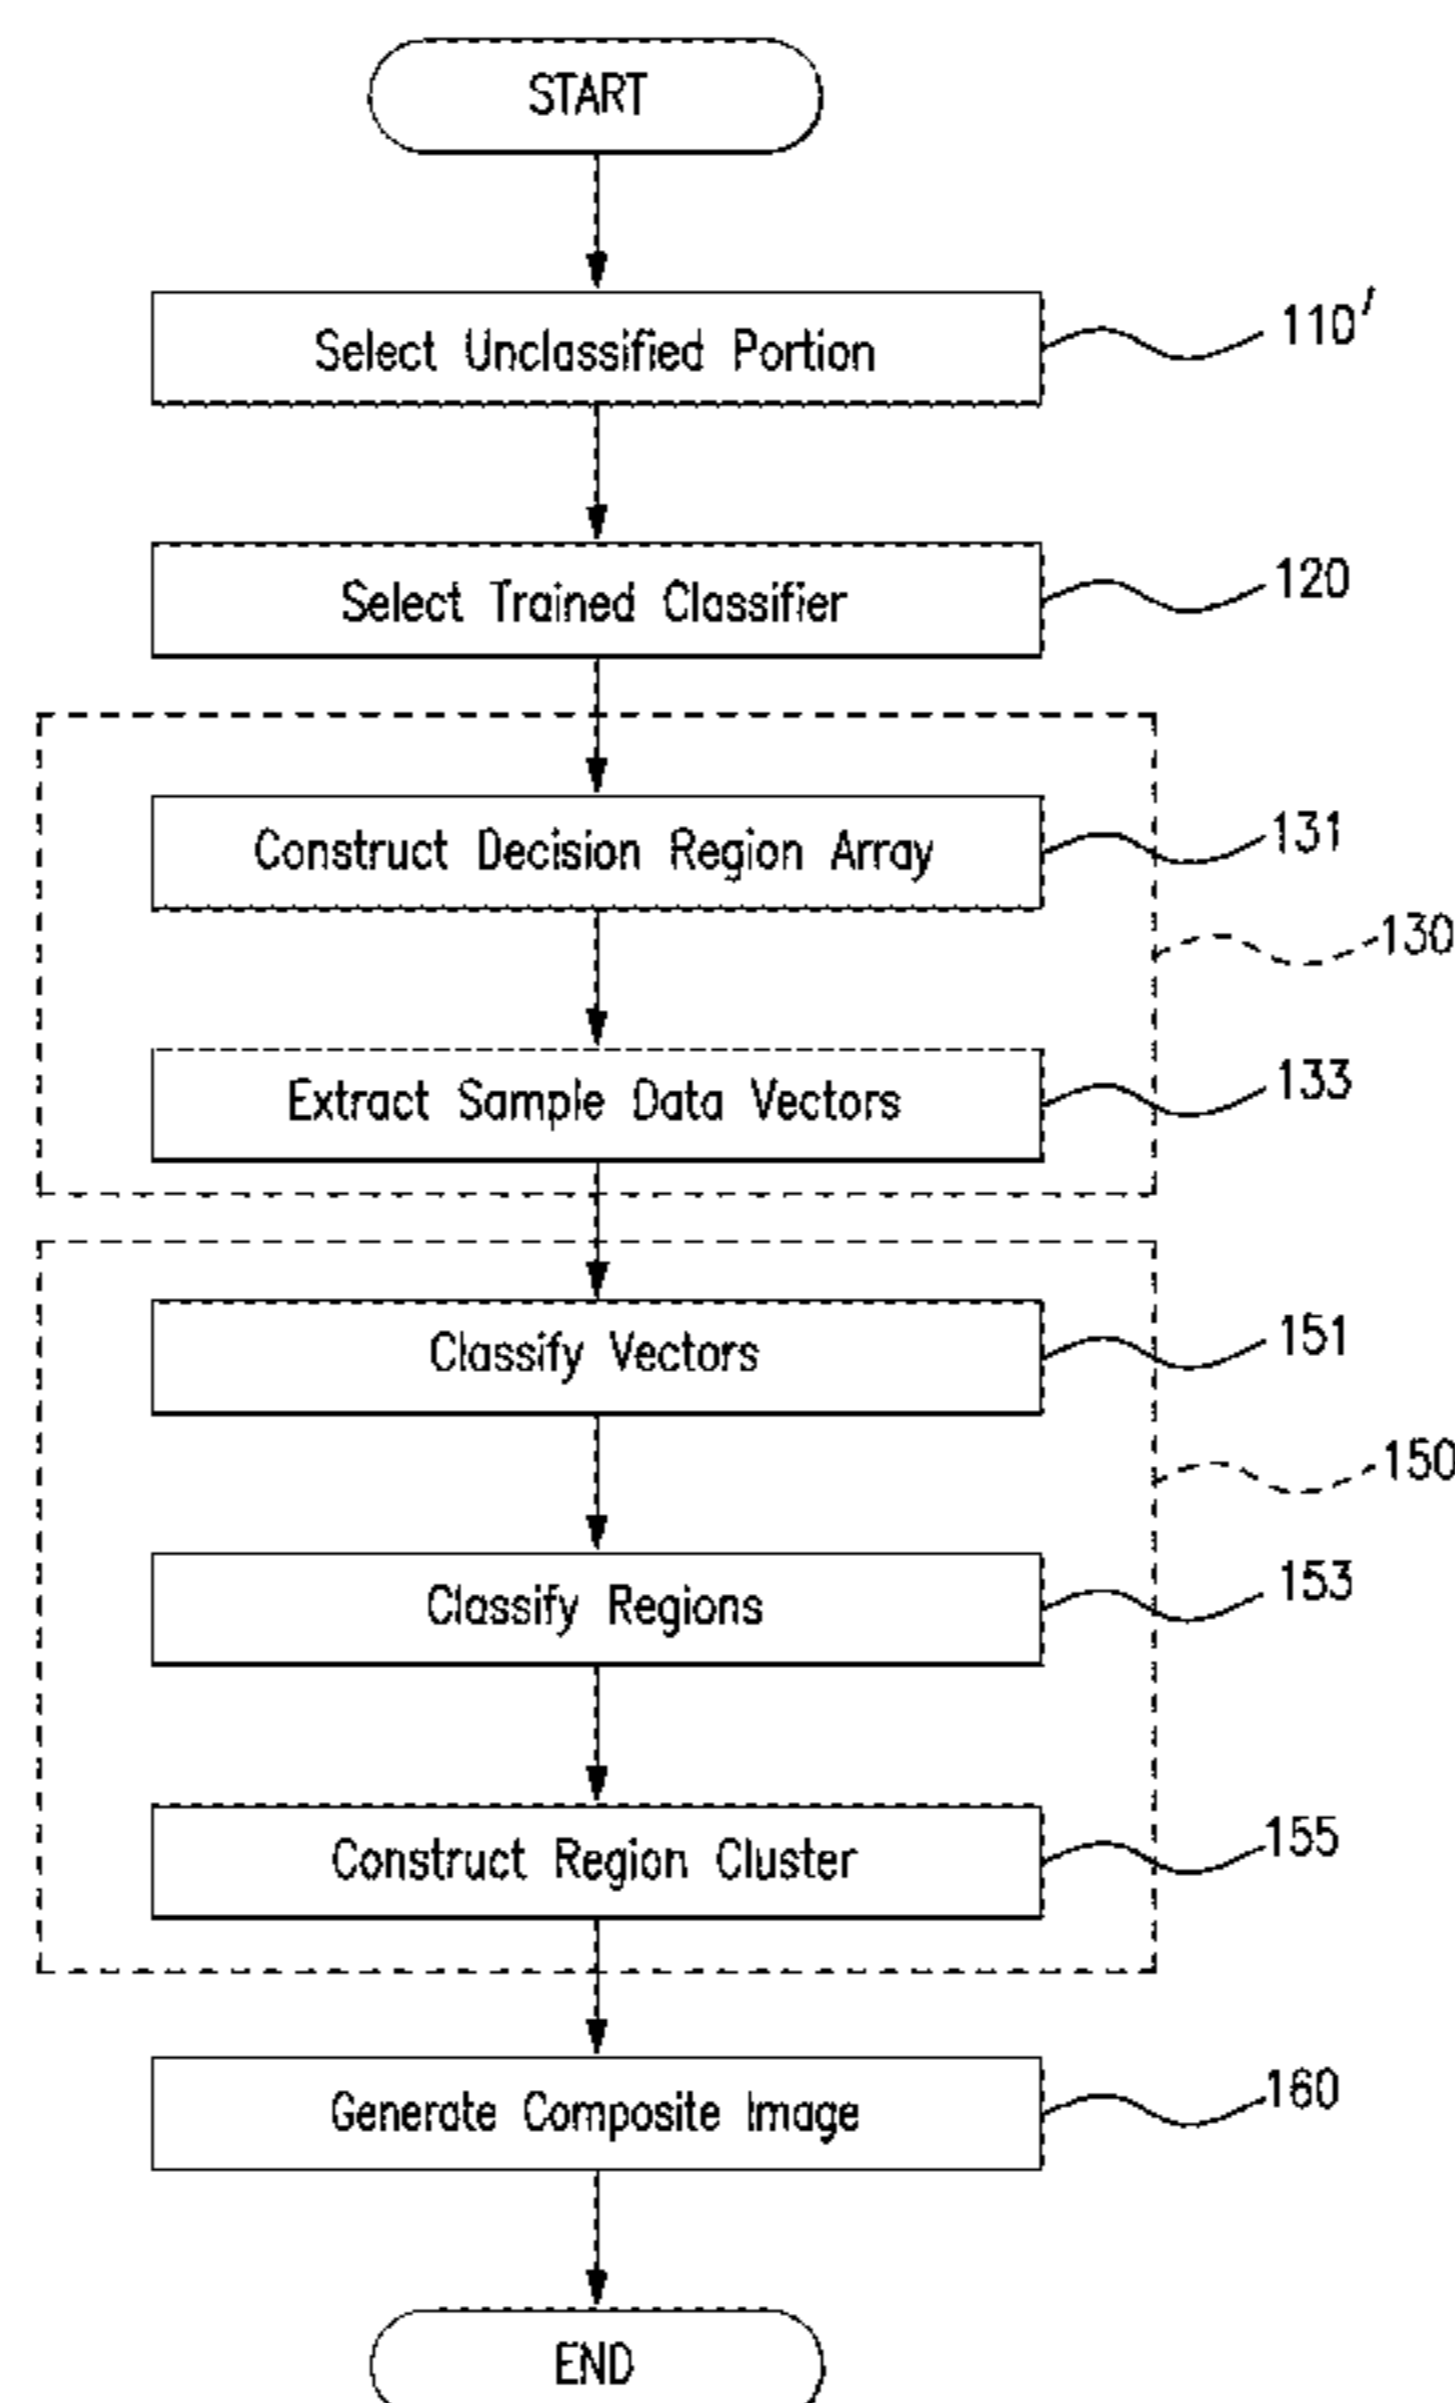 START
Select Unclassified Portion
110'
Select Trained Classifier
120
Construct Decision Region Array
131
130
Extract Sample Data Vectors
133
Classify Vectors
151
150
Classify Regions
153
Construct Region Cluster
155
Generate Composite Image
160
END